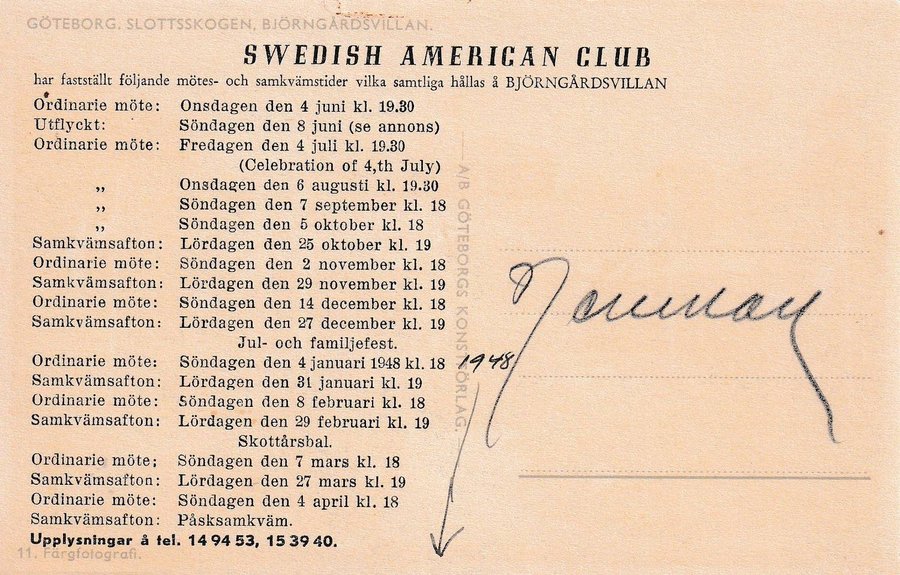 GÖTEBORG. SLOTTSSKOGEN, BJÖRNGÅRDSVILLAN.
SWEDISH AMERICAN CLUB
har fastställt följande mötes- och samkvämstider vilka samtliga hållas å BJÖRNGÅRDSVILLAN
Ordinarie möte: Onsdagen den 4 juni kl. 19.30
Utflyckt: Söndagen den 8 juni (se annons)
Ordinarie möte: Fredagen den 4 juli kl. 19.30
(Celebration of 4,th July)
„ Onsdagen den 6 augusti kl. 19.30
„ Söndagen den 7 september kl. 18
„ Söndagen den 5 oktober kl. 18
Samkvämsafton: Lördagen den 25 oktober kl. 19
Ordinarie möte: Söndagen den 2 november kl. 18
Samkvämsafton: Lördagen den 29 november kl. 19
Ordinarie möte: Söndagen den 14 december kl. 18
Samkvämsafton: Lördagen den 27 december kl. 19
Jul- och familjefest.
Ordinarie möte: Söndagen den 4 januari 1948 kl. 18 1948
Samkvämsafton: Lördagen den 31 januari kl. 19
Ordinarie möte: Söndagen den 8 februari kl. 18
Samkvämsafton: Lördagen den 29 februari kl. 19
Skottårsbal.
Ordinarie möte: Söndagen den 7 mars kl. 18
Samkvämsafton: Lördagen den 27 mars kl. 19
Ordinarie möte: Söndagen den 4 april kl. 18
Samkvämsafton: Påsksamkväm.
Upplysningar å tel. 14 94 53, 15 39 40.
11. Färgfotografi.
A/B GÖTEBORGS KONSTFÖRLAG.